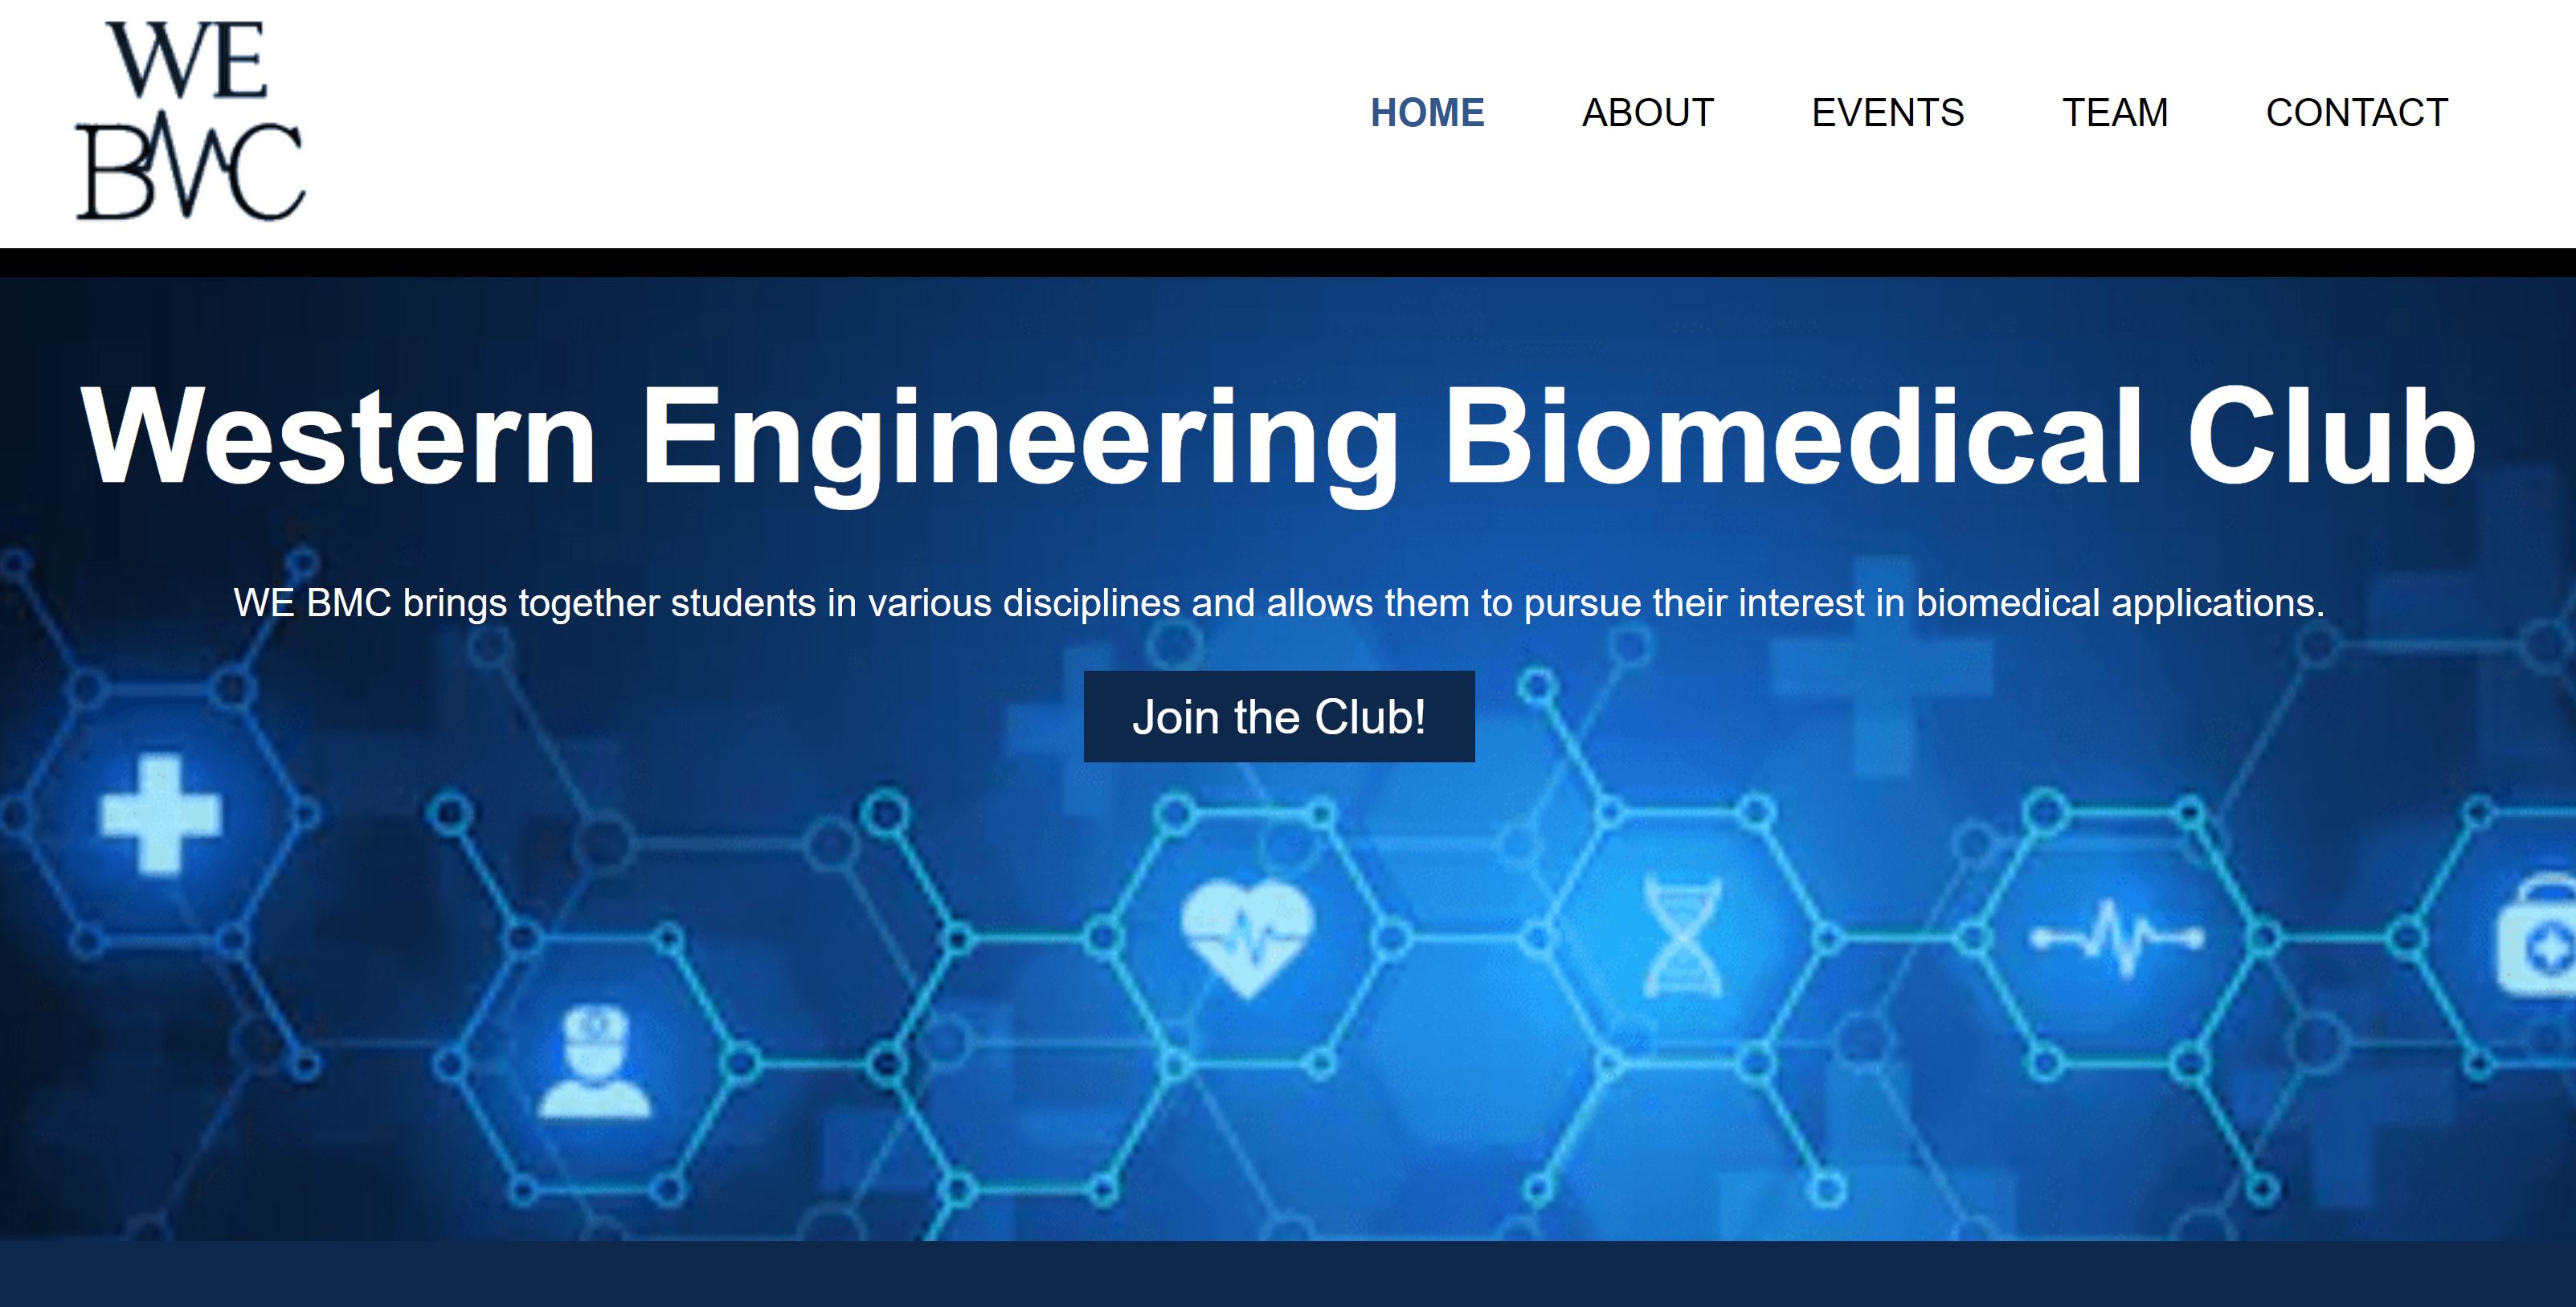 WE
BMC
HOME ABOUT EVENTS TEAM CONTACT
Western Engineering Biomedical Club
WE BMC brings together students in various disciplines and allows them to pursue their interest in biomedical applications.
Join the Club!